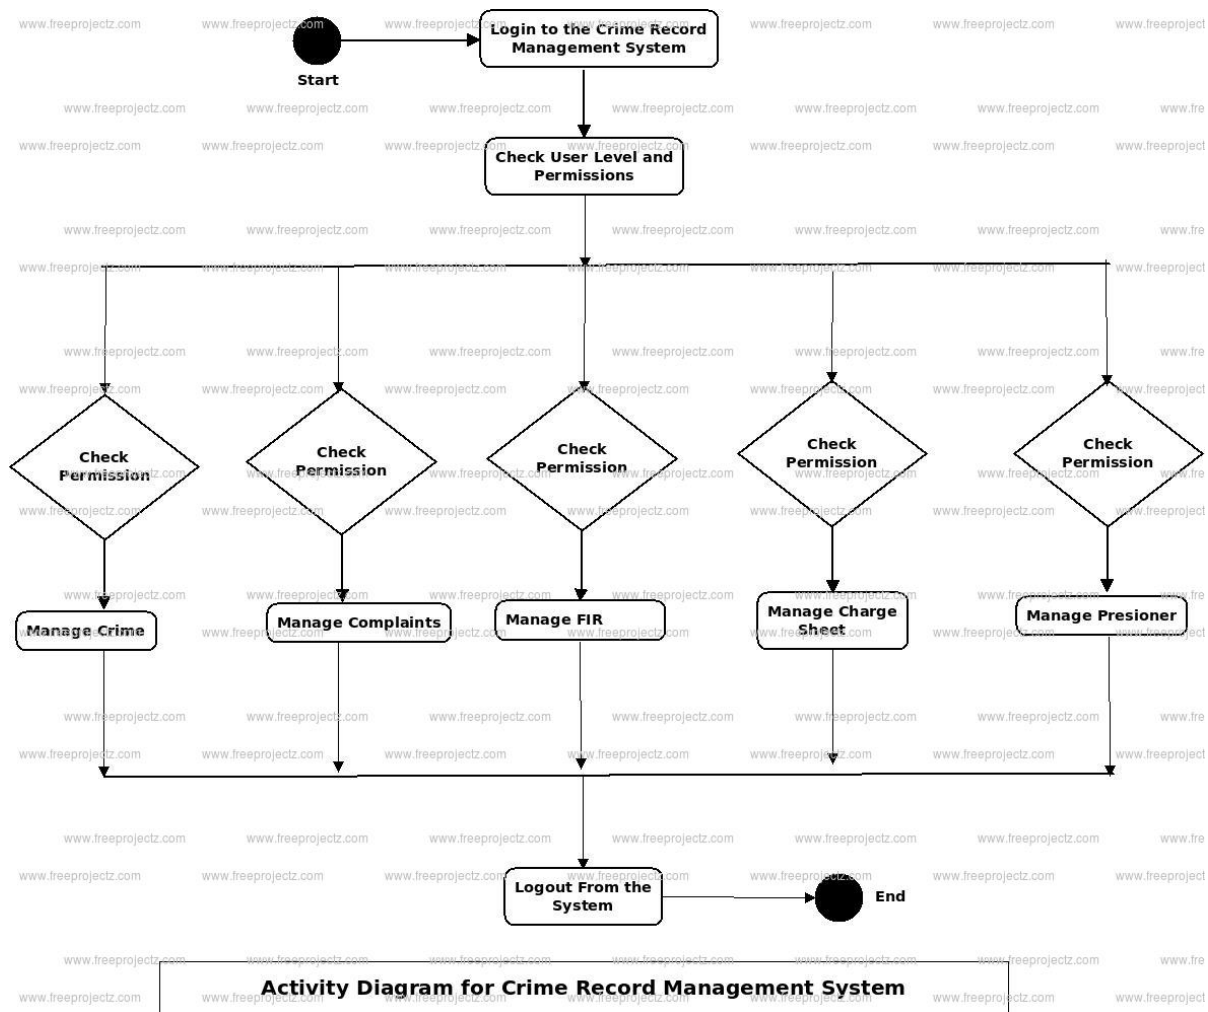 Login to the Crime Record
Management System
Start
Check User Level and
Permissions
Check
Permission
Check
Permission
Check
Permission
Check
Permission
Check
Permission
Manage Crime
Manage Complaints
Manage FIR
Manage Charge
Sheet
Manage Presioner
Logout From the
System
End
Activity Diagram for Crime Record Management System
www.freeprojectz.com